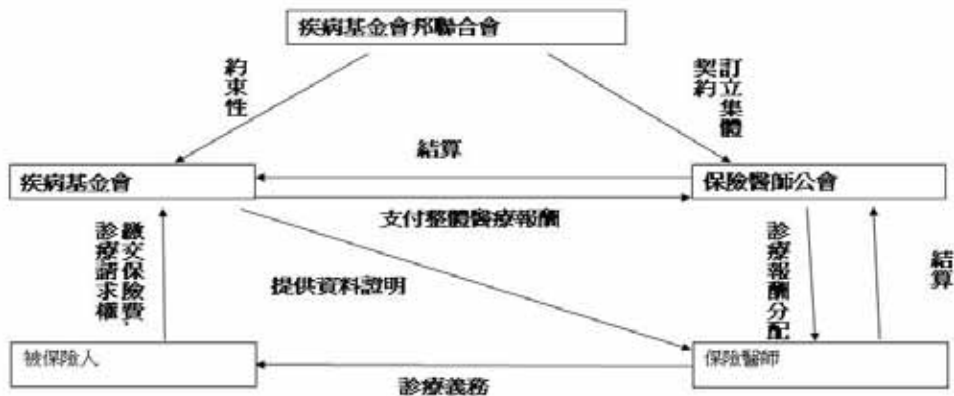 疾病基金會邦聯合會
約束性
訂立集體
契約
結算
疾病基金會
保險醫師公會
支付整體醫療報酬
繳交保險費、
診療請求權
提供資料證明
診療報酬分配
結算
被保險人
保險醫師
診療義務